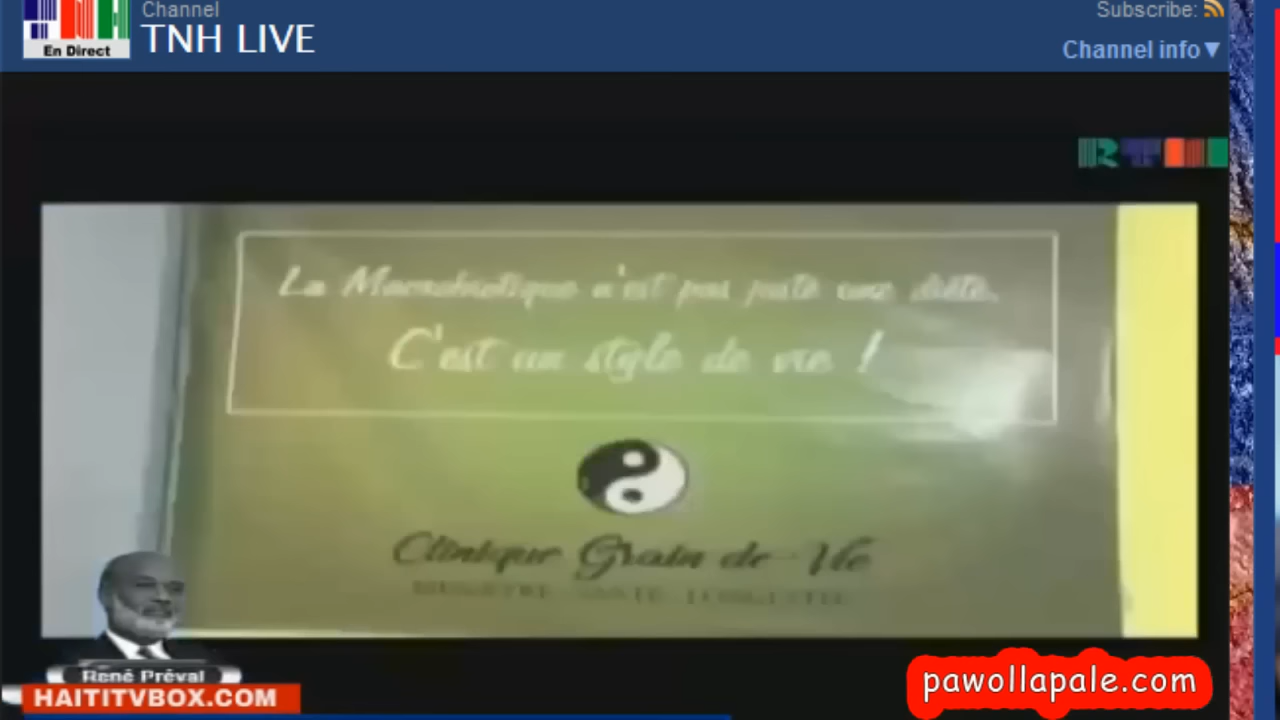 Channel
TNH LIVE
En Direct
Subscribe:
Channel info▼
RTNH
La Macrobiotique n'est pas juste une diète.
C'est un style de vie !
Clinique Grain de Vie
René Préval
HAITITVBOX.COM
pawollapale.com